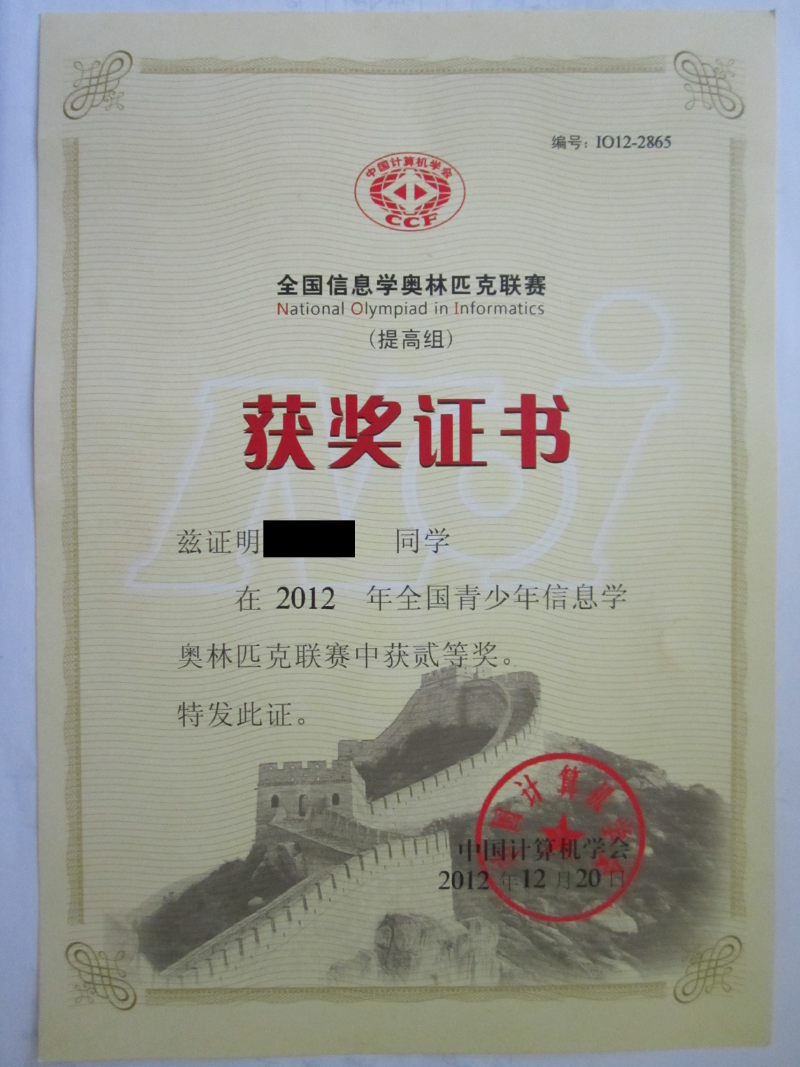 编号：IO12-2865
中国计算机学会
CCF
全国信息学奥林匹克联赛
National Olympiad in Informatics
（提高组）
获奖证书
noi
兹证明 同学
在 2012 年全国青少年信息学
奥林匹克联赛中获贰等奖。
特发此证。
中国计算机学会
中国计算机学会
2012 年 12 月 20 日